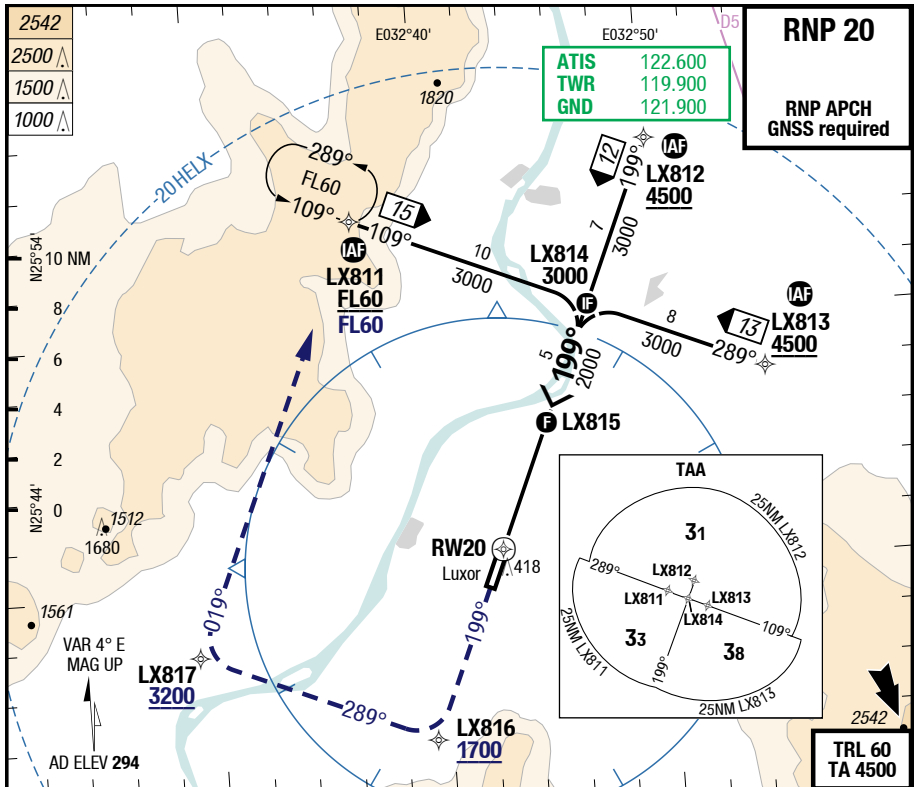 2542
2500
1500
1000
E032°40'
E032°50'
D5
RNP 20
RNP APCH
GNSS required
ATIS 122.600
TWR 119.900
GND 121.900
1820
20 HELX
289°
FL60
109°
15
109°
IAF
LX811
FL60
FL60
10
3000
12
199°
IAF
LX812
4500
7
3000
LX814
3000
IF
IAF
LX813
4500
13
289°
8
3000
N25°54'
10 NM
8
6
4
2
0
N25°44'
199°
5
2000
F
LX815
1512
1680
1561
RW20
Luxor
418
199°
019°
LX817
3200
289°
LX816
1700
VAR 4° E
MAG UP
AD ELEV 294
TAA
25NM LX812
31
289°
LX812
LX811
LX813
LX814
109°
33
38
199°
25NM LX811
25NM LX813
2542
TRL 60
TA 4500